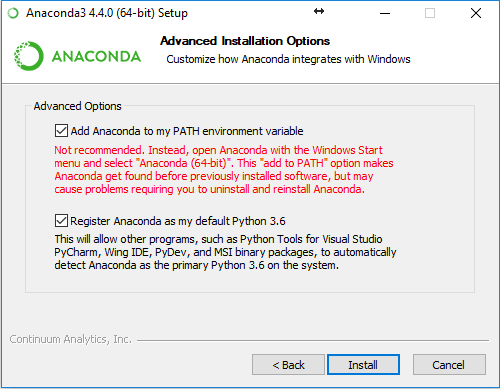 Anaconda3 4.4.0 (64-bit) Setup
Advanced Installation Options
Customize how Anaconda integrates with Windows
ANACONDA
Advanced Options
Add Anaconda to my PATH environment variable
Not recommended. Instead, open Anaconda with the Windows Start
menu and select "Anaconda (64-bit)". This "add to PATH" option makes
Anaconda get found before previously installed software, but may
cause problems requiring you to uninstall and reinstall Anaconda.
Register Anaconda as my default Python 3.6
This will allow other programs, such as Python Tools for Visual Studio
PyCharm, Wing IDE, PyDev, and MSI binary packages, to automatically
detect Anaconda as the primary Python 3.6 on the system.
Continuum Analytics, Inc.
< Back
Install
Cancel